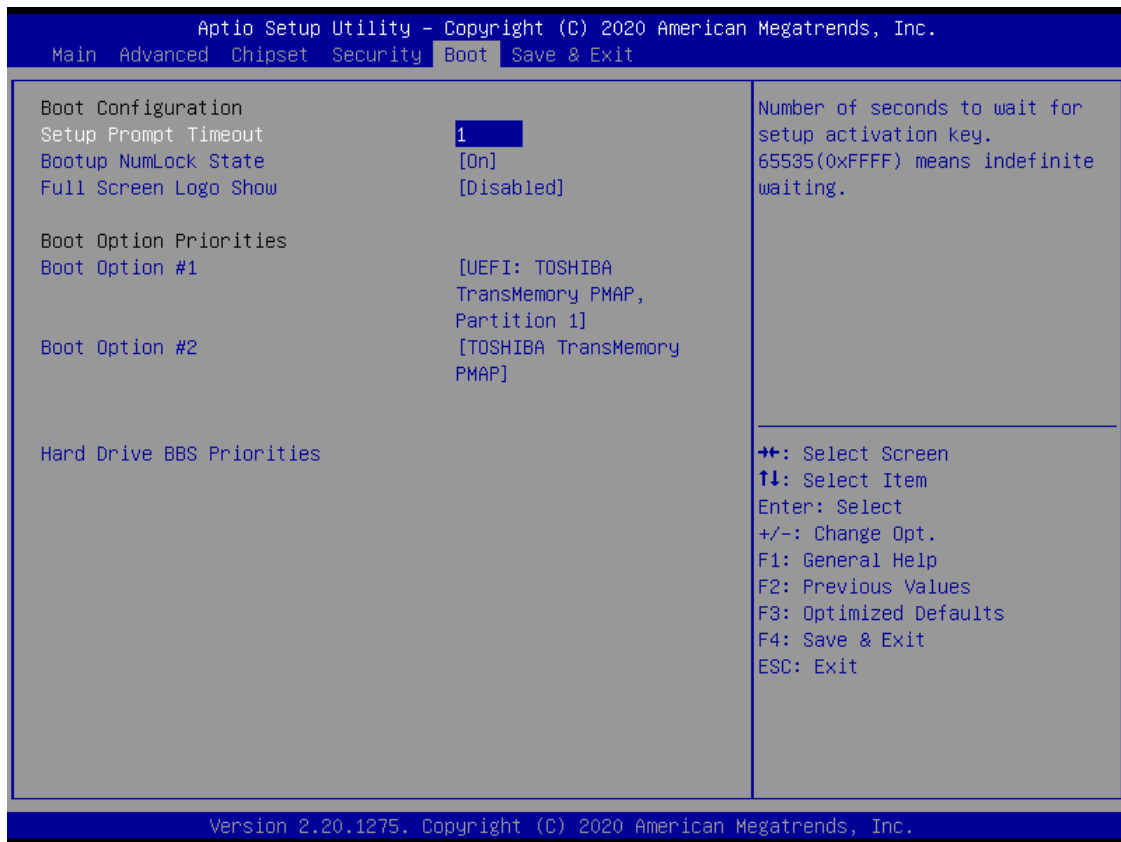 Aptio Setup Utility – Copyright (C) 2020 American Megatrends, Inc.
Main Advanced Chipset Security Boot Save & Exit
Boot Configuration
Setup Prompt Timeout 1
Bootup NumLock State [On]
Full Screen Logo Show [Disabled]
Boot Option Priorities
Boot Option #1 [UEFI: TOSHIBA
TransMemory PMAP,
Partition 1]
Boot Option #2 [TOSHIBA TransMemory
PMAP]
Hard Drive BBS Priorities
Number of seconds to wait for
setup activation key.
65535(0xFFFF) means indefinite
waiting.
→←: Select Screen
↑↓: Select Item
Enter: Select
+/-: Change Opt.
F1: General Help
F2: Previous Values
F3: Optimized Defaults
F4: Save & Exit
ESC: Exit
Version 2.20.1275. Copyright (C) 2020 American Megatrends, Inc.